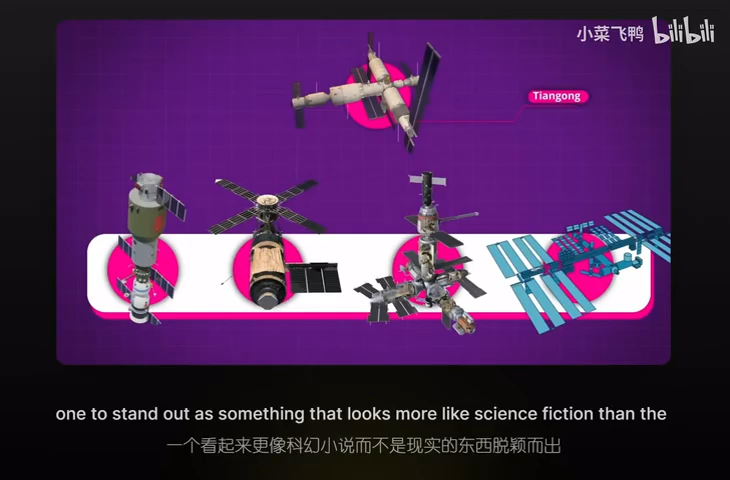 小菜飞鸭 bilibili
Tiangong
one to stand out as something that looks more like science fiction than the
一个看起来更像科幻小说而不是现实的东西脱颖而出